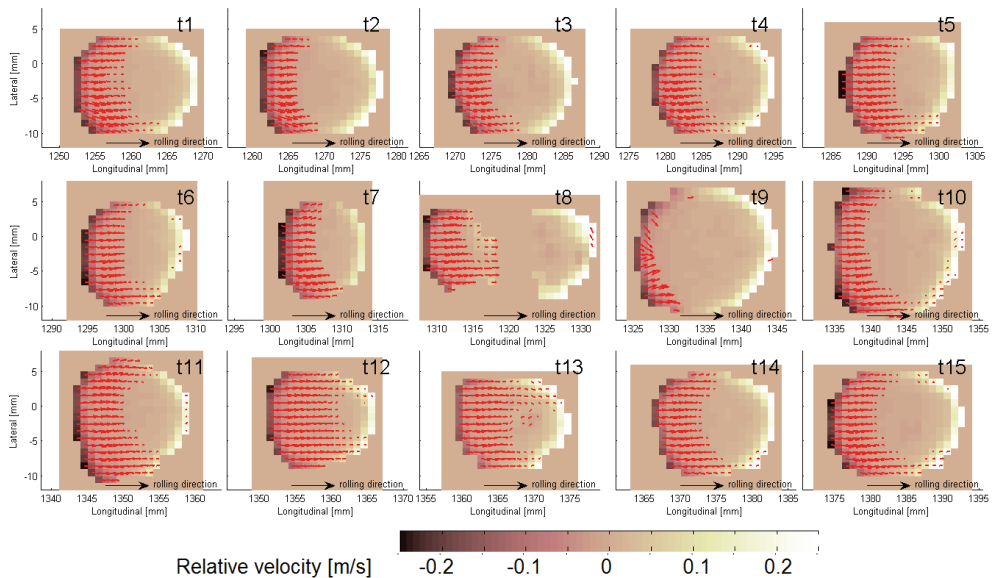 t1 t2 t3 t4 t5
Lateral [mm] 5 0 -5 -10
rolling direction rolling direction rolling direction rolling direction rolling direction
1250 1255 1260 1265 1270 1260 1265 1270 1275 1280 1265 1270 1275 1280 1285 1290 1275 1280 1285 1290 1295 1285 1290 1295 1300 1305
Longitudinal [mm] Longitudinal [mm] Longitudinal [mm] Longitudinal [mm] Longitudinal [mm]
t6 t7 t8 t9 t10
Lateral [mm] 5 0 -5 -10
rolling direction rolling direction rolling direction rolling direction rolling direction
1290 1295 1300 1305 1310 1295 1300 1305 1310 1315 1310 1320 1330 1325 1330 1335 1340 1345 1335 1340 1345 1350 1355
Longitudinal [mm] Longitudinal [mm] Longitudinal [mm] Longitudinal [mm] Longitudinal [mm]
t11 t12 t13 t14 t15
Lateral [mm] 5 0 -5 -10
rolling direction rolling direction rolling direction rolling direction rolling direction
1340 1345 1350 1355 1360 1350 1355 1360 1365 1370 1355 1360 1365 1370 1375 1365 1370 1375 1380 1385 1375 1380 1385 1390 1395
Longitudinal [mm] Longitudinal [mm] Longitudinal [mm] Longitudinal [mm] Longitudinal [mm]
Relative velocity [m/s] -0.2 -0.1 0 0.1 0.2